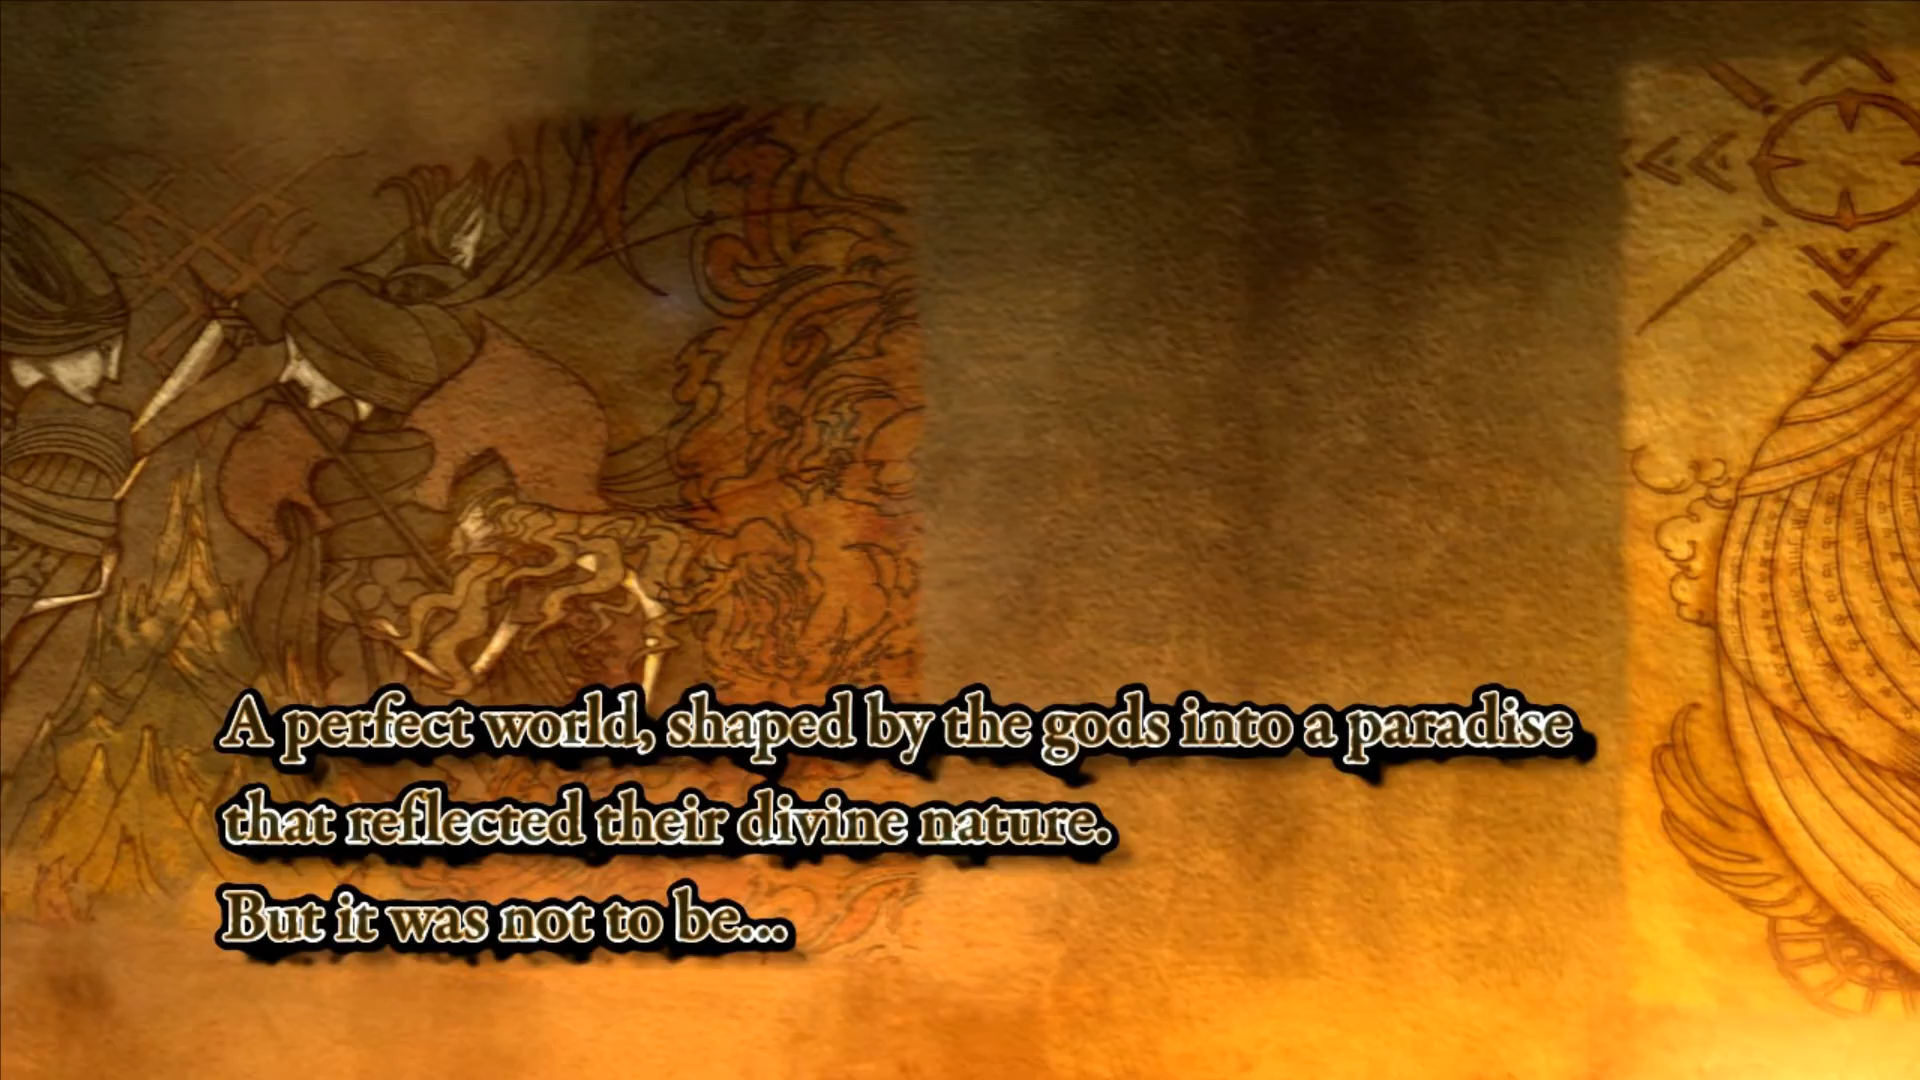 A perfect world, shaped by the gods into a paradise
that reflected their divine nature.
But it was not to be...